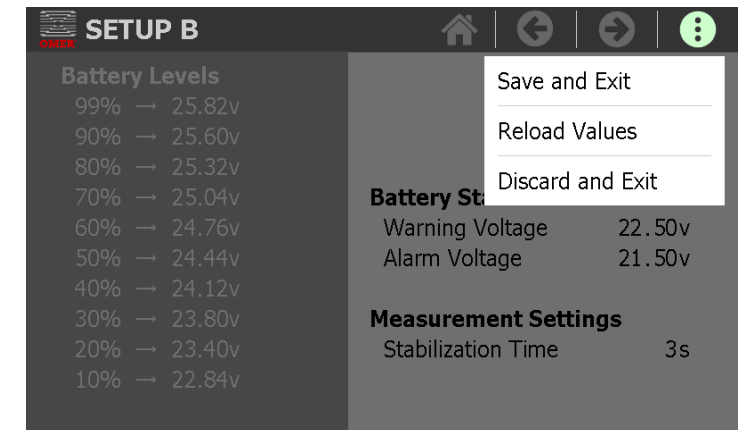 OMEK SETUP B
Battery Levels
99% → 25.82v
90% → 25.60v
80% → 25.32v
70% → 25.04v
60% → 24.76v
50% → 24.44v
40% → 24.12v
30% → 23.80v
20% → 23.40v
10% → 22.84v
Save and Exit
Reload Values
Discard and Exit
Battery Sta
Warning Voltage 22.50v
Alarm Voltage 21.50v
Measurement Settings
Stabilization Time 3s